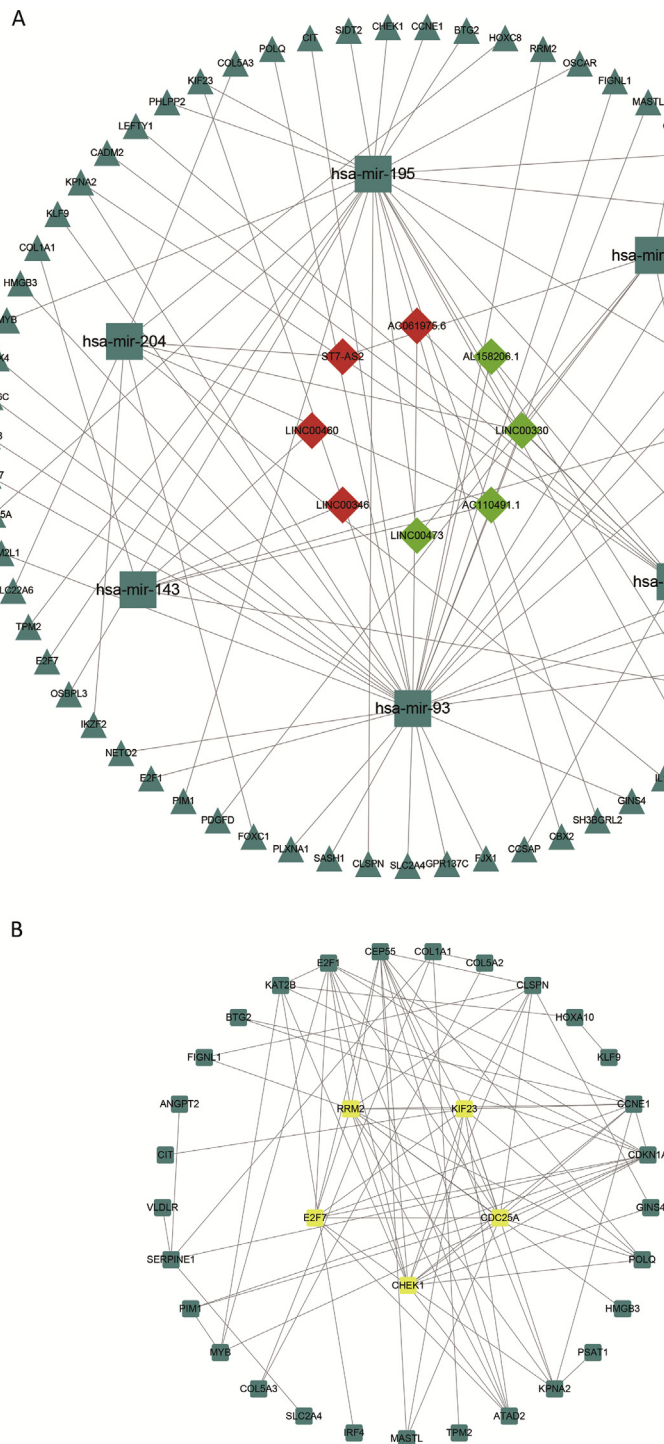 A
CHEK1
CCNE1
SIDT2
BTG2
CIT
HOXC8
POLQ
RRM2
COL5A3
OSCAR
KIF23
FIGNL1
PHLPP2
MASTL
LEFTY1
CADM2
hsa-mir-195
KPNA2
KLF9
COL1A1
hsa-mir
HMGB3
MYB
AC061975.6
hsa-mir-204
ST7-AS2
AL158206.1
LINC00460
LINC00330
LINC00346
AC110491.1
LINC00473
hsa-mir-143
hsa-
TPM2
E2F7
OSBPL3
hsa-mir-93
IKZF2
NETO2
E2F1
PIM1
GINS4
PDGFD
SH3BGRL2
FOXC1
CBX2
PLXNA1
CCSAP
SASH1
FJX1
CLSPN
GPR137C
SLC2A4
B
CEP55
COL1A1
E2F1
COL5A2
KAT2B
CLSPN
BTG2
HOXA10
FIGNL1
KLF9
ANGPT2
RRM2
KIF23
CCNE1
CIT
CDKN1A
VLDLR
GINS4
E2F7
CDC25A
SERPINE1
POLQ
CHEK1
PIM1
HMGB3
MYB
PSAT1
COL5A3
KPNA2
SLC2A4
ATAD2
IRF4
TPM2
MASTL